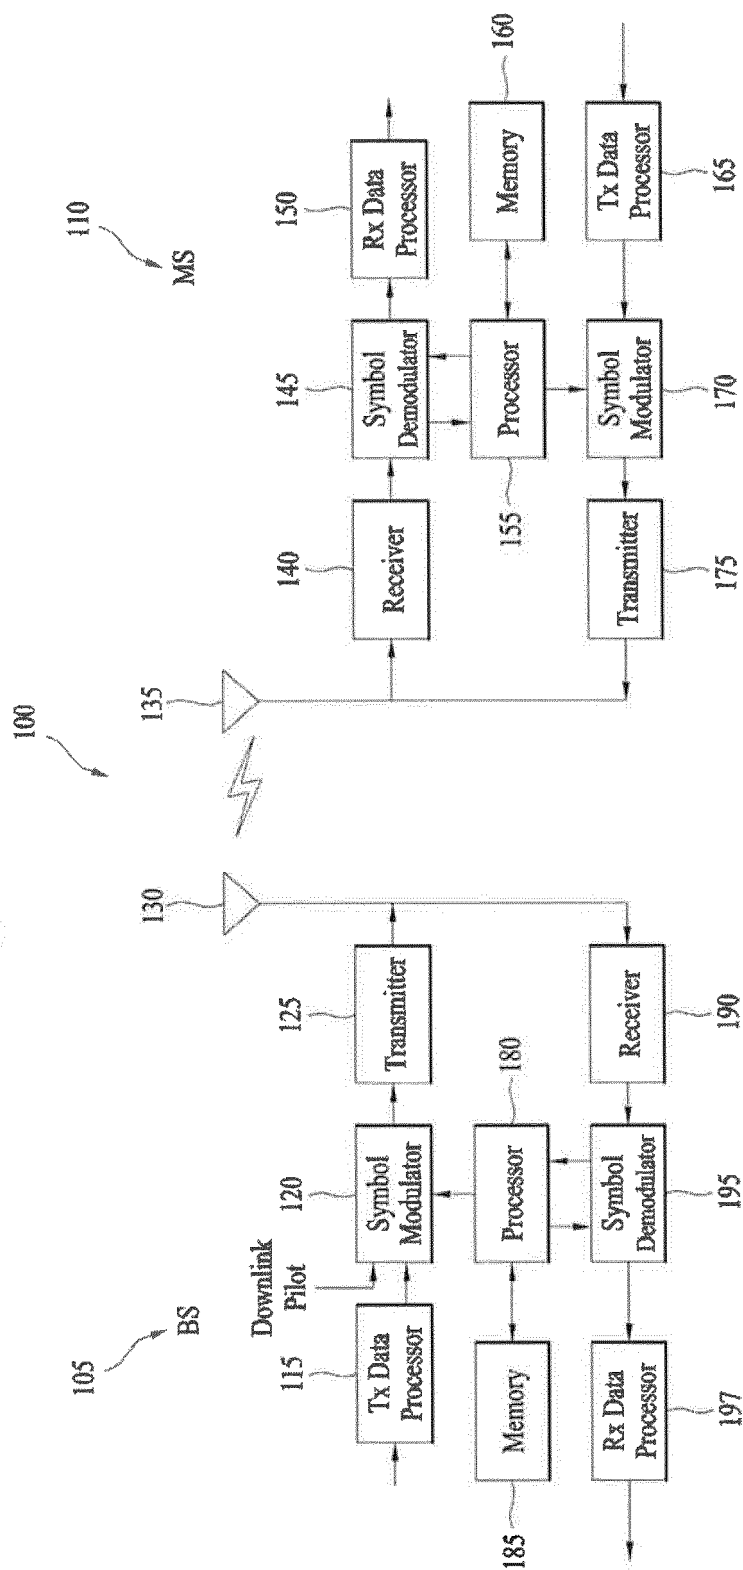 100
105
BS
110
MS
Downlink
Pilot
115
Tx Data
Processor
120
Symbol
Modulator
125
Transmitter
130
135
140
Receiver
145
Symbol
Demodulator
150
Rx Data
Processor
185
Memory
180
Processor
155
Processor
160
Memory
197
Rx Data
Processor
195
Symbol
Demodulator
190
Receiver
175
Transmitter
170
Symbol
Modulator
165
Tx Data
Processor